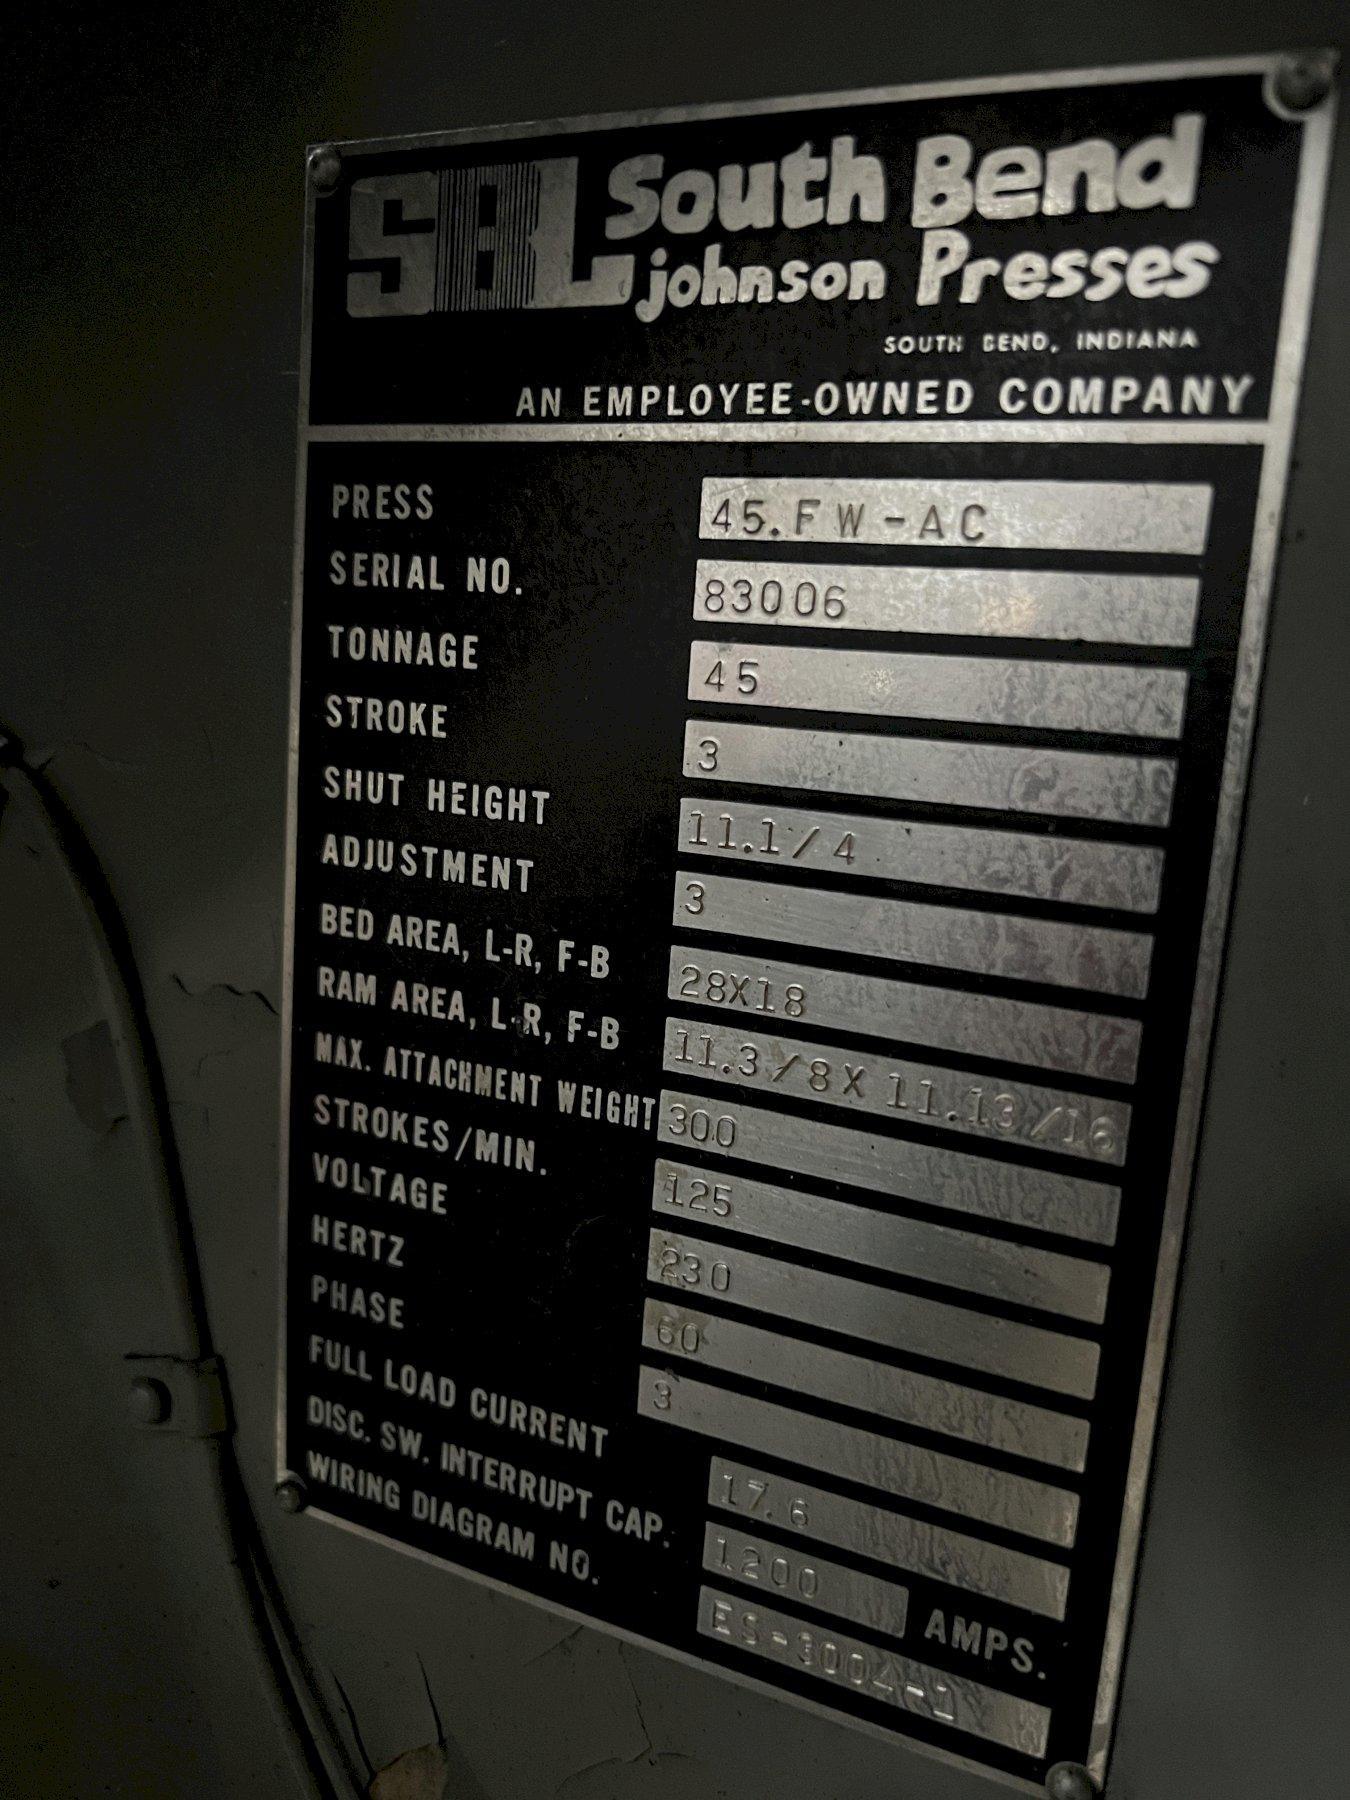 SBL South Bend
johnson Presses
SOUTH BEND, INDIANA
AN EMPLOYEE-OWNED COMPANY
PRESS 45.FW-AC
SERIAL NO. 83006
TONNAGE 45
STROKE 3
SHUT HEIGHT 11.1/4
ADJUSTMENT 3
BED AREA, L-R, F-B 28X18
RAM AREA, L-R, F-B 11.3/8X 11.13/16
MAX. ATTACHMENT WEIGHT 300
STROKES/MIN. 125
VOLTAGE 230
HERTZ 60
PHASE 3
FULL LOAD CURRENT 17.6
DISC. SW. INTERRUPT CAP. 1200 AMPS.
WIRING DIAGRAM NO. ES-3004-1